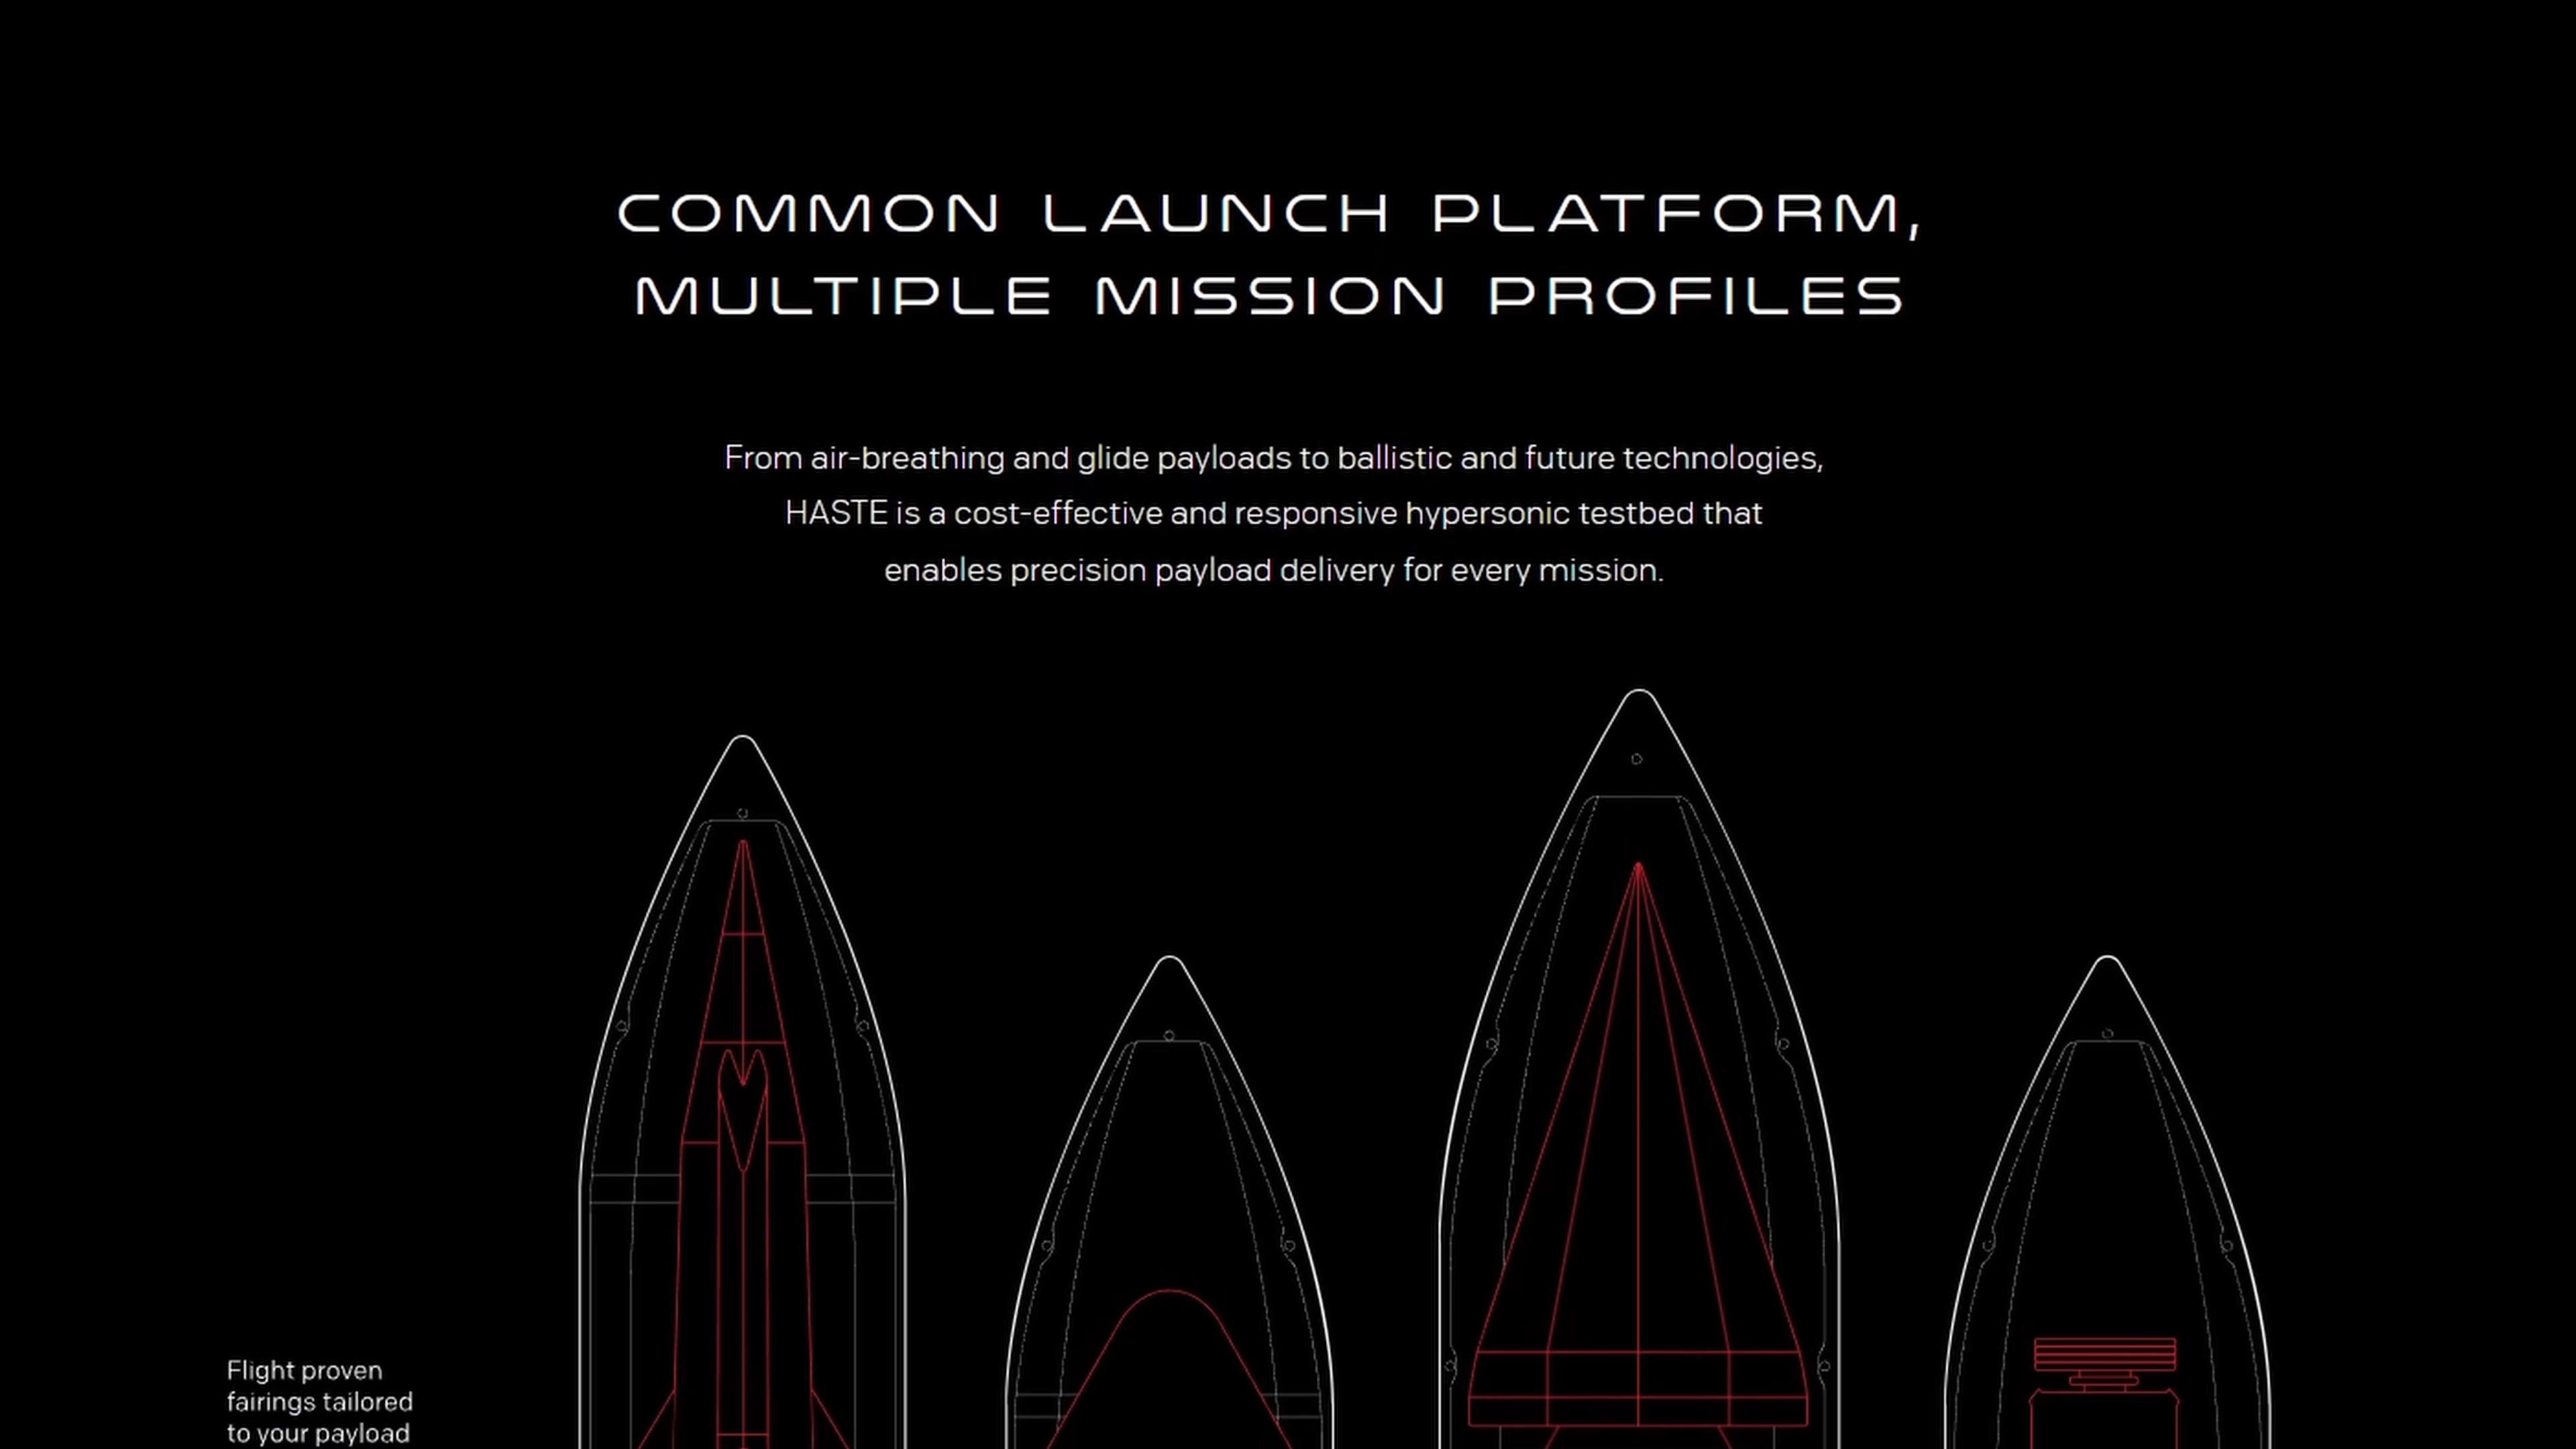 COMMON LAUNCH PLATFORM,
MULTIPLE MISSION PROFILES
From air-breathing and glide payloads to ballistic and future technologies,
HASTE is a cost-effective and responsive hypersonic testbed that
enables precision payload delivery for every mission.
Flight proven
fairings tailored
to your payload